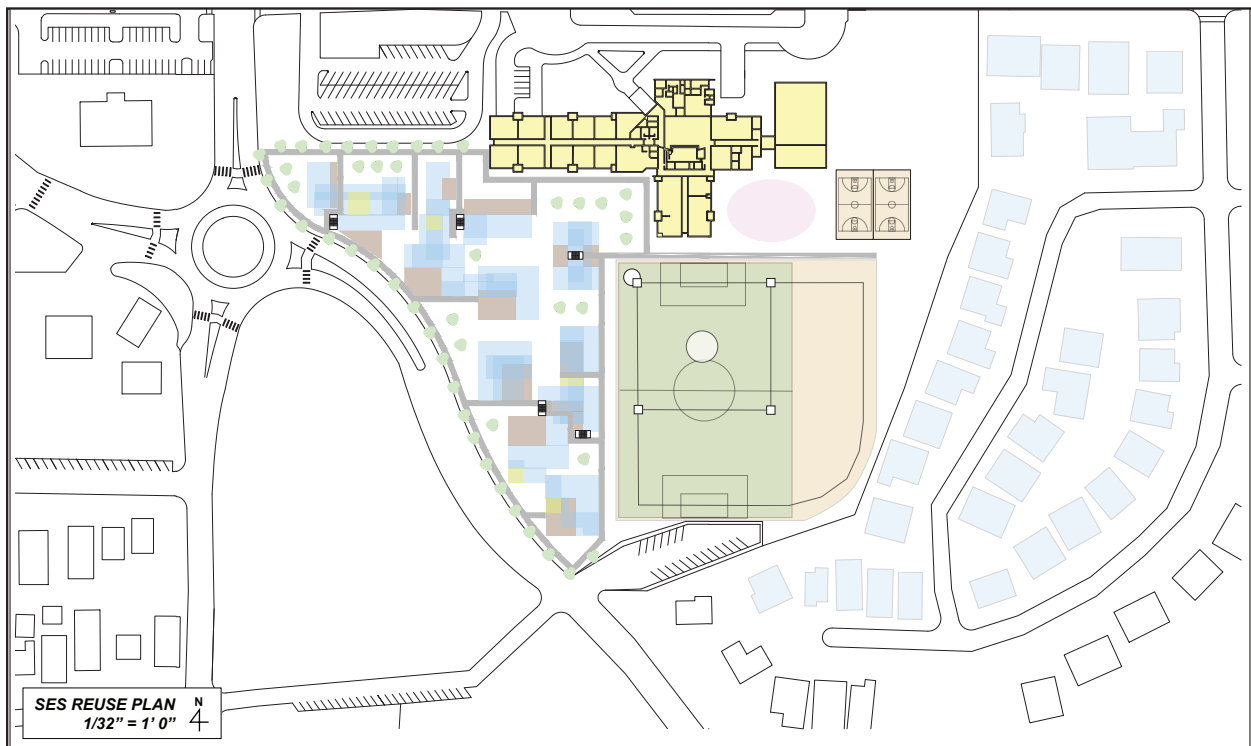 SES REUSE PLAN
1/32” = 1’ 0”
N